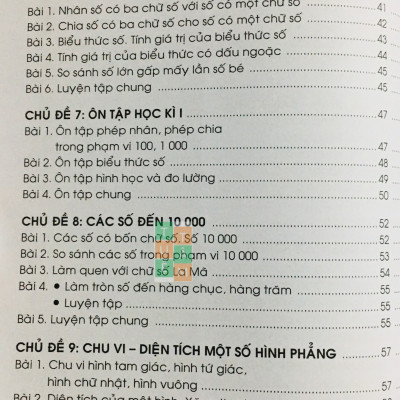 Bài 1. Nhân số có ba chữ số với số có một chữ số ..... 41
Bài 2. Chia số có ba chữ số cho số có một chữ số ..... 42
Bài 3. Biểu thức số. Tính giá trị của biểu thức số ..... 43
Bài 4. Tính giá trị của biểu thức có dấu ngoặc ..... 44
Bài 5. So sánh số lớn gấp mấy lần số bé ..... 45
Bài 6. Luyện tập chung ..... 45
CHỦ ĐỀ 7: ÔN TẬP HỌC KÌ I ..... 47
Bài 1. Ôn tập phép nhân, phép chia
trong phạm vi 100, 1 000 ..... 47
Bài 2. Ôn tập biểu thức số ..... 48
Bài 3. Ôn tập hình học và đo lường ..... 49
Bài 4. Ôn tập chung ..... 50
CHỦ ĐỀ 8: CÁC SỐ ĐẾN 10 000 ..... 52
Bài 1. Các số có bốn chữ số. Số 10 000 ..... 52
Bài 2. So sánh các số trong phạm vi 10 000 ..... 53
Bài 3. Làm quen với chữ số La Mã ..... 54
Bài 4. • Làm tròn số đến hàng chục, hàng trăm ..... 55
• Luyện tập ..... 55
Bài 5. Luyện tập chung ..... 55
CHỦ ĐỀ 9: CHU VI – DIỆN TÍCH MỘT SỐ HÌNH PHẲNG ..... 57
Bài 1. Chu vi hình tam giác, hình tứ giác,
hình chữ nhật, hình vuông ..... 57
Bài 2. Diện tích của một hình.